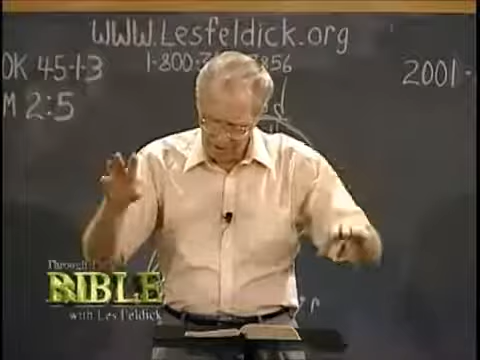 WWW.Lesfeldick.org
OK 45-1-3
2001-
M 2:5
BIBLE
with Les Feldick